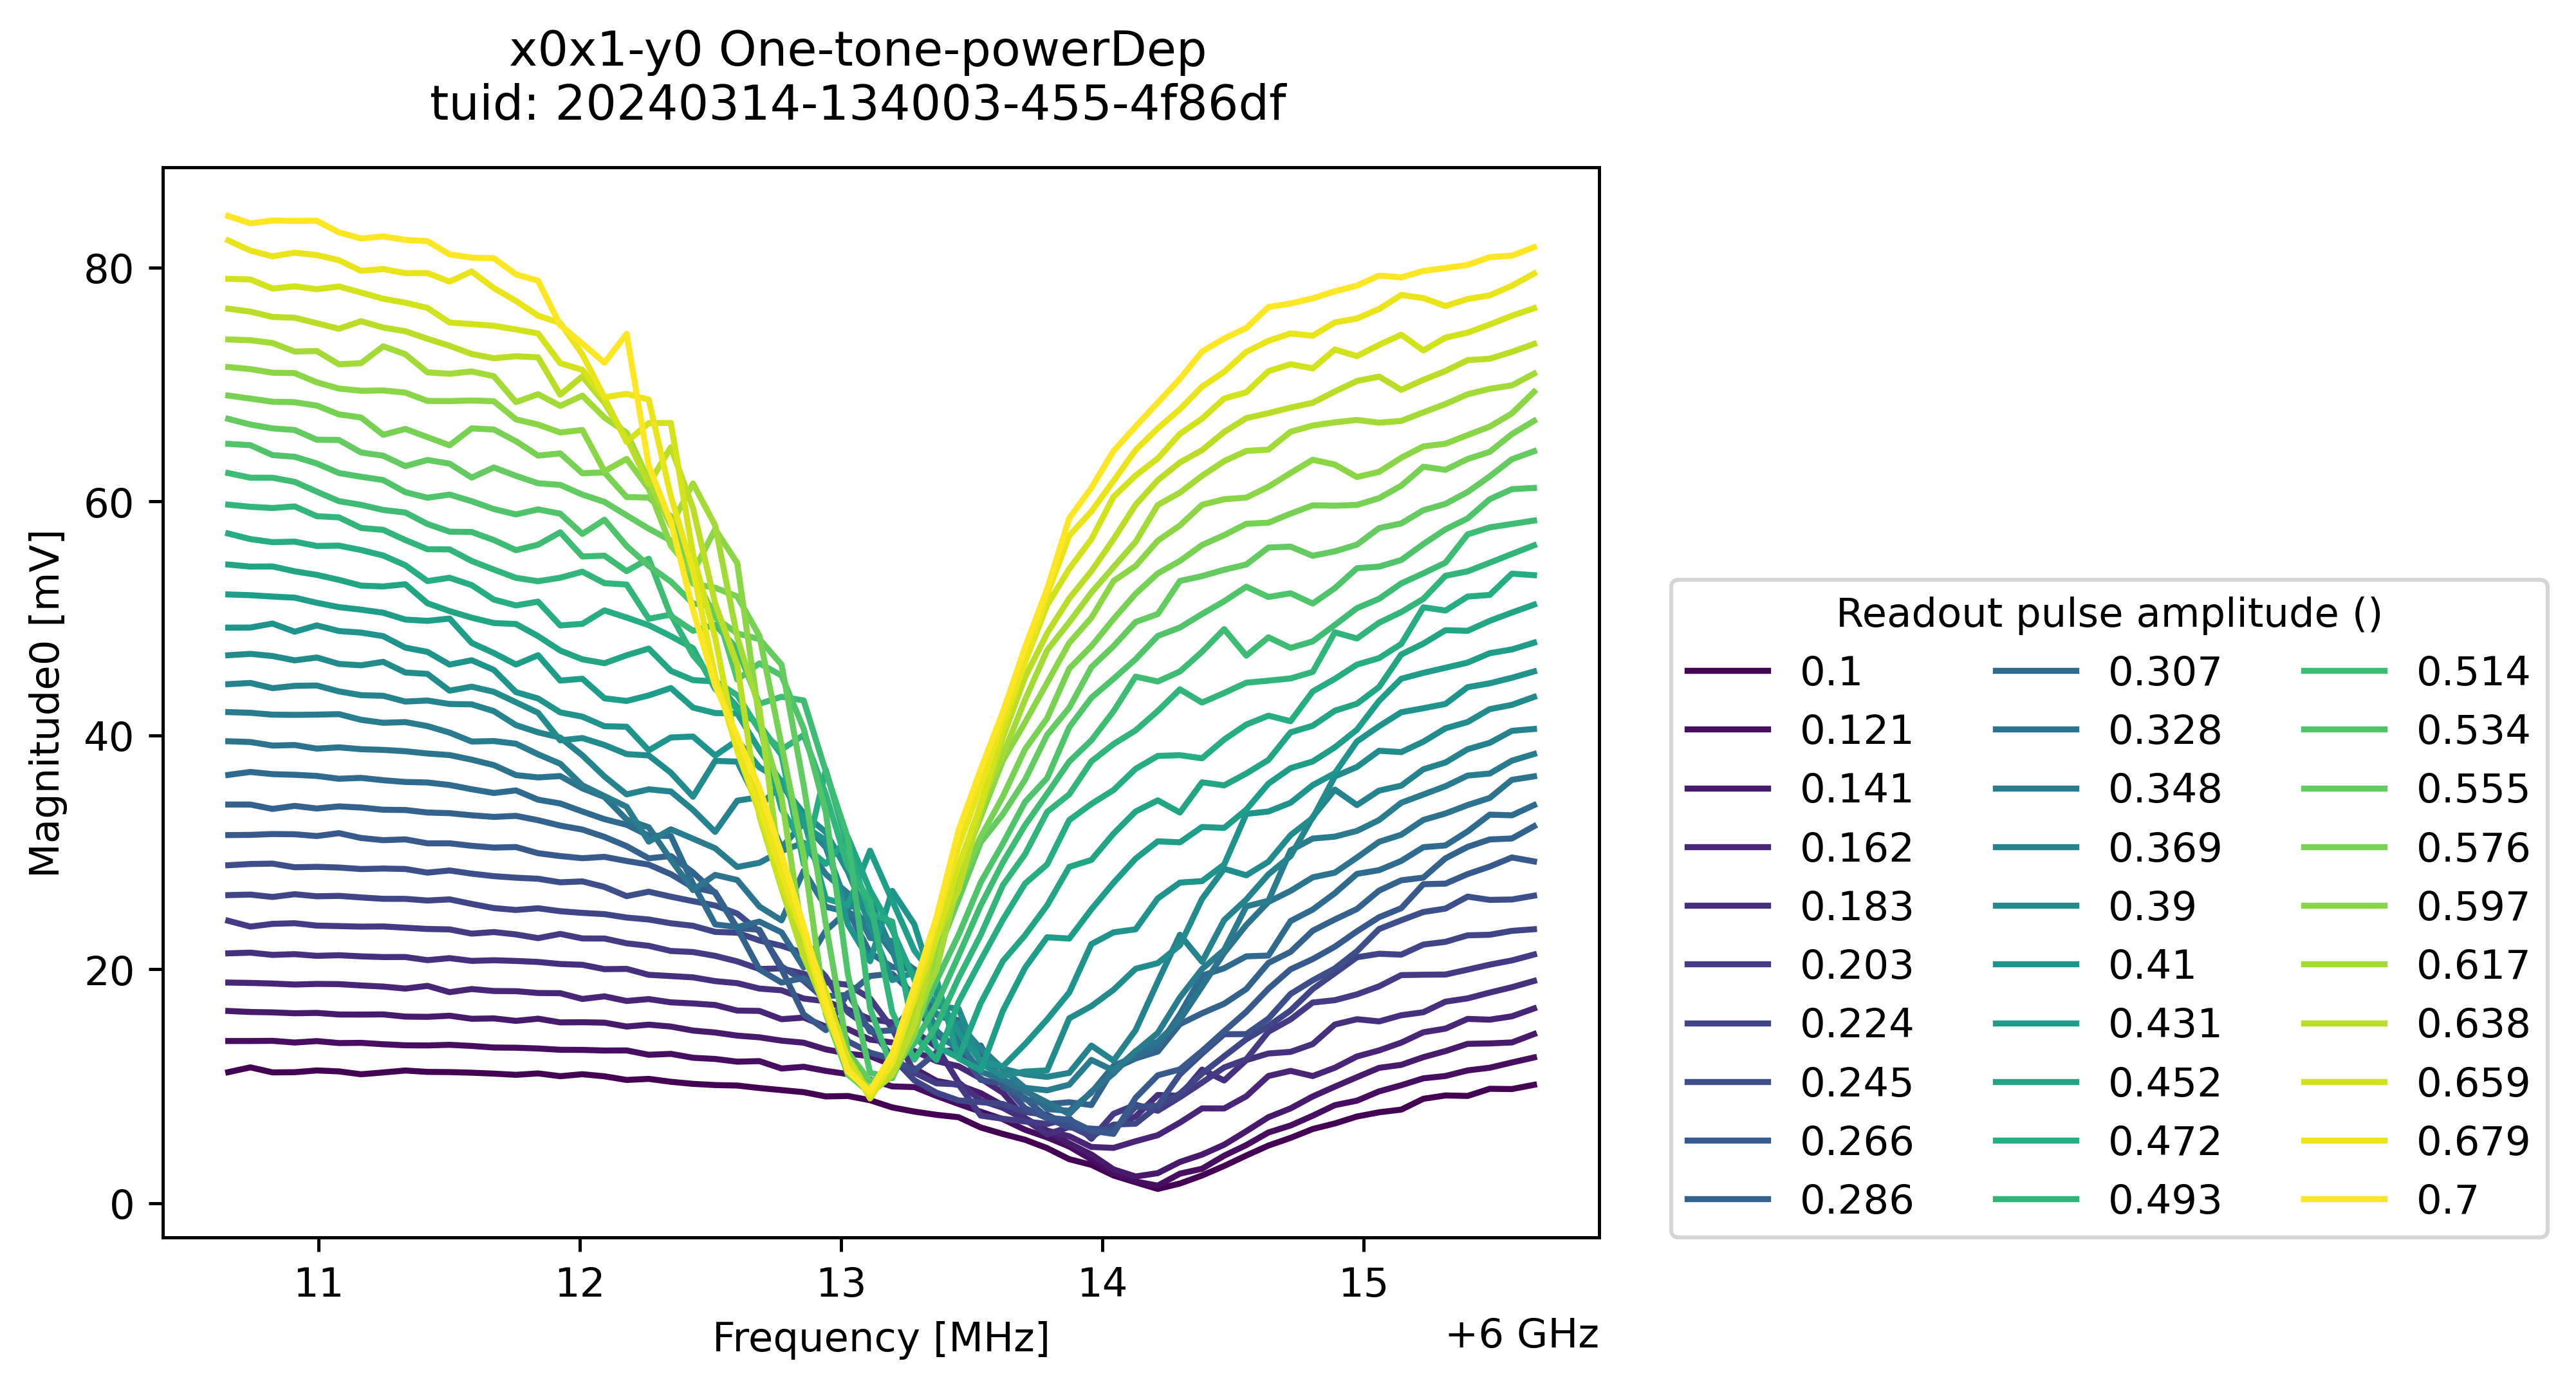 x0x1-y0 One-tone-powerDep
tuid: 20240314-134003-455-4f86df
Magnitude0 [mV]
80
60
40
20
0
11 12 13 14 15
Frequency [MHz]
+6 GHz
Readout pulse amplitude ()
0.1 0.307 0.514
0.121 0.328 0.534
0.141 0.348 0.555
0.162 0.369 0.576
0.183 0.39 0.597
0.203 0.41 0.617
0.224 0.431 0.638
0.245 0.452 0.659
0.266 0.472 0.679
0.286 0.493 0.7